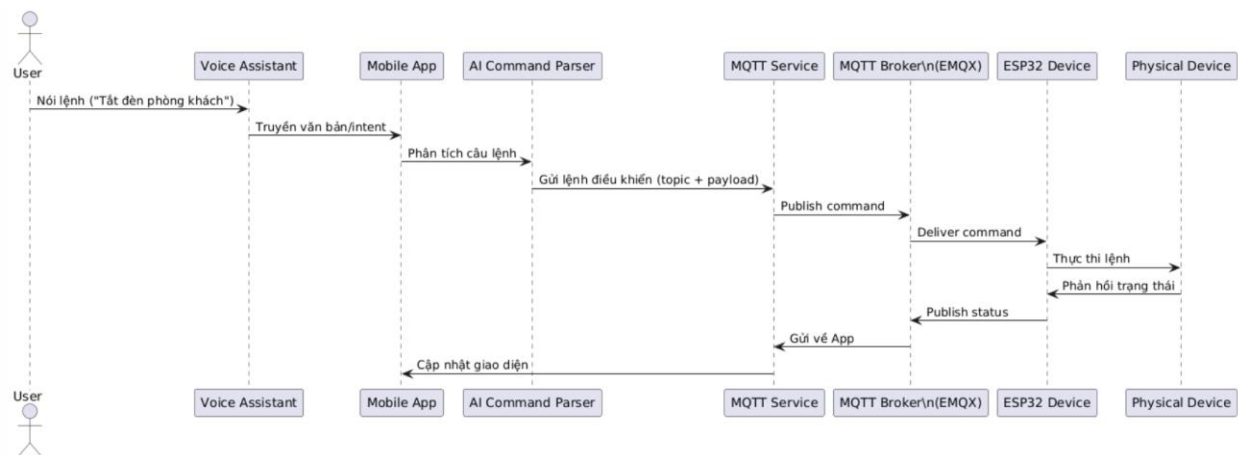 User
Voice Assistant
Mobile App
AI Command Parser
MQTT Service
MQTT Broker\n(EMQX)
ESP32 Device
Physical Device
Nói lệnh ("Tắt đèn phòng khách")
Truyền văn bản/intent
Phân tích câu lệnh
Gửi lệnh điều khiển (topic + payload)
Publish command
Deliver command
Thực thi lệnh
Phản hồi trạng thái
Publish status
Gửi về App
Cập nhật giao diện
User
Voice Assistant
Mobile App
AI Command Parser
MQTT Service
MQTT Broker\n(EMQX)
ESP32 Device
Physical Device